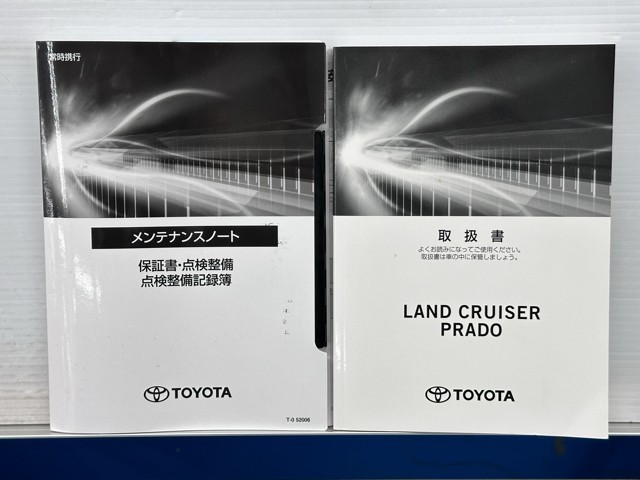 常時携行
メンテナンスノート
保証書・点検整備
点検整備記録簿
TOYOTA
T-0 52006
取扱書
よくお読みになってご使用ください。
取扱書は車の中に保管しましょう。
LAND CRUISER
PRADO
TOYOTA